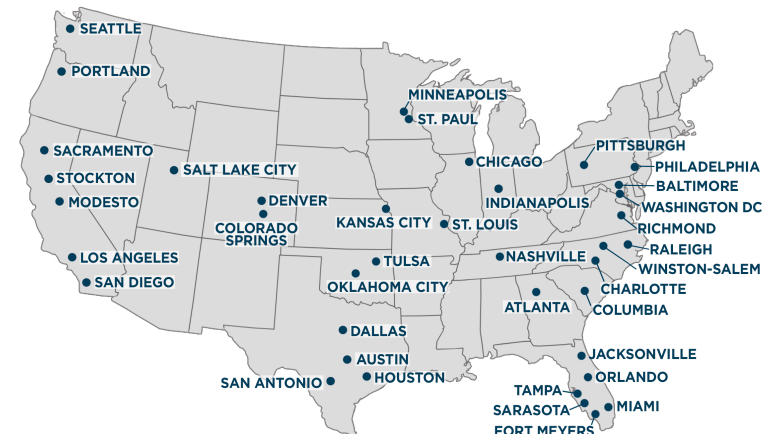 SEATTLE
PORTLAND
MINNEAPOLIS
ST. PAUL
PITTSBURGH
SACRAMENTO
CHICAGO
PHILADELPHIA
SALT LAKE CITY
STOCKTON
BALTIMORE
MODESTO
DENVER
INDIANAPOLIS
WASHINGTON DC
KANSAS CITY
ST. LOUIS
COLORADO
SPRINGS
RICHMOND
RALEIGH
LOS ANGELES
NASHVILLE
TULSA
WINSTON-SALEM
SAN DIEGO
OKLAHOMA CITY
CHARLOTTE
ATLANTA
COLUMBIA
DALLAS
JACKSONVILLE
AUSTIN
HOUSTON
ORLANDO
SAN ANTONIO
TAMPA
MIAMI
SARASOTA
FORT MEYERS